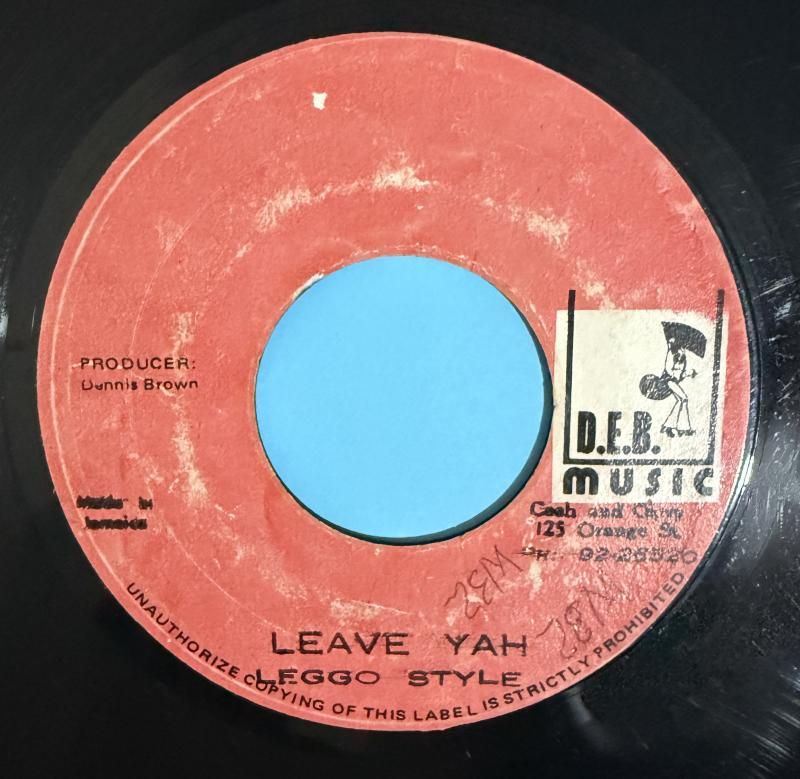 PRODUCER:
Dennis Brown
Made in
Jamaica
D.E.B.
MUSIC
Cash and Carry
125 Orange St
PH: 92-28526
LEAVE YAH
LEGGO STYLE
UNAUTHORIZE COPYING OF THIS LABEL IS STRICTLY PROHIBITED